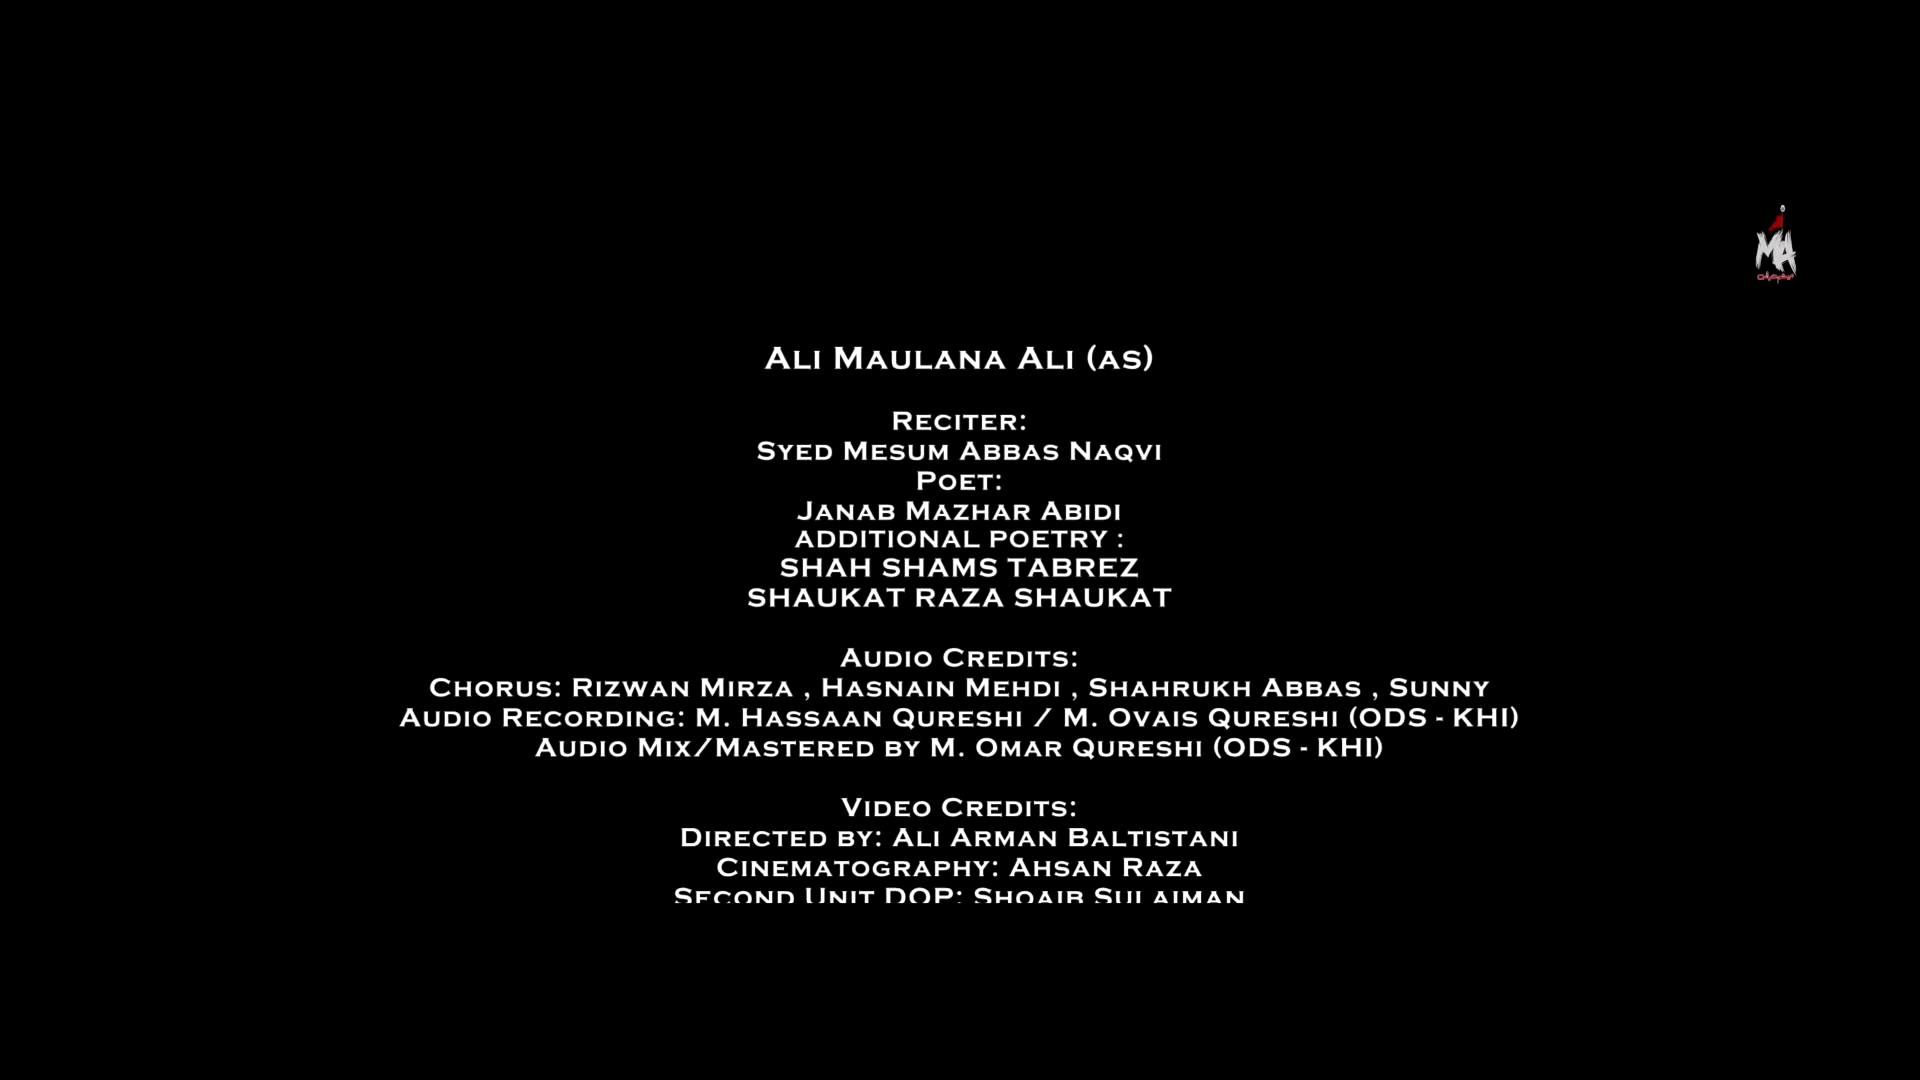 Ali Maulana Ali (as)
Reciter:
Syed Mesum Abbas Naqvi
Poet:
Janab Mazhar Abidi
ADDITIONAL POETRY :
SHAH SHAMS TABREZ
SHAUKAT RAZA SHAUKAT
Audio Credits:
Chorus: Rizwan Mirza , Hasnain Mehdi , Shahrukh Abbas , Sunny
Audio Recording: M. Hassaan Qureshi / M. Ovais Qureshi (ODS - KHI)
Audio Mix/Mastered by M. Omar Qureshi (ODS - KHI)
Video Credits:
Directed by: Ali Arman Baltistani
Cinematography: Ahsan Raza
Second Unit DOP: Shoaib Sulaiman
MA